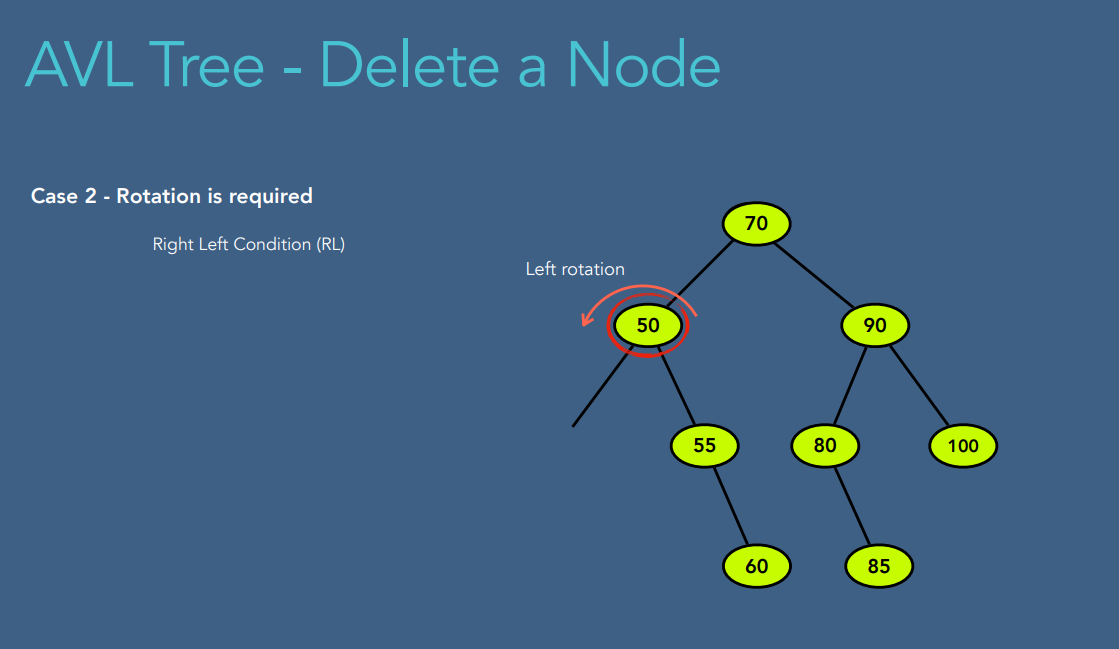 AVL Tree - Delete a Node
Case 2 - Rotation is required
Right Left Condition (RL)
70
Left rotation
50
90
55
80
100
60
85